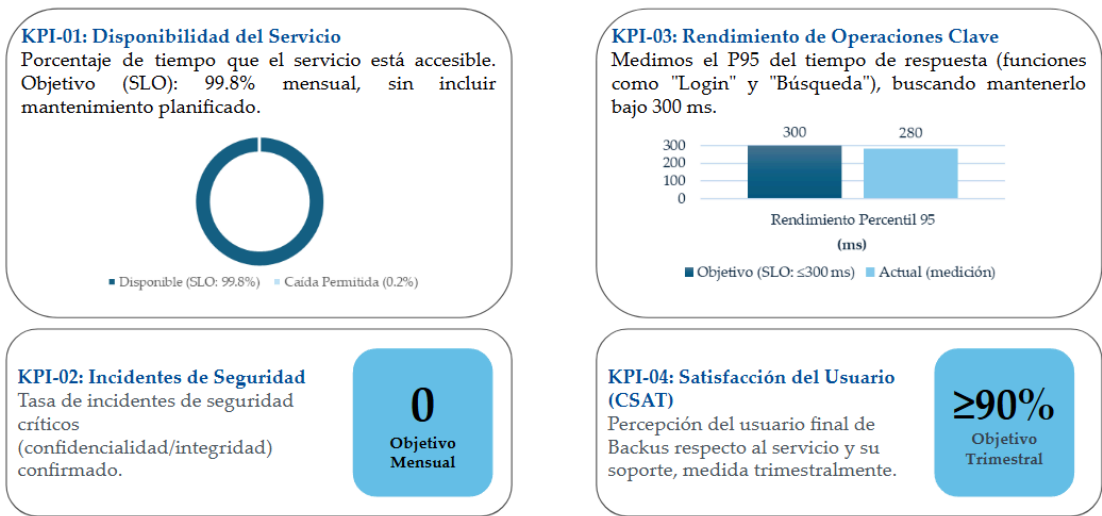 KPI-01: Disponibilidad del Servicio
Porcentaje de tiempo que el servicio está accesible.
Objetivo (SLO): 99.8% mensual, sin incluir
mantenimiento planificado.
Disponible (SLO: 99.8%) Caída Permitida (0.2%)
KPI-03: Rendimiento de Operaciones Clave
Medimos el P95 del tiempo de respuesta (funciones
como "Login" y "Búsqueda"), buscando mantenerlo
bajo 300 ms.
300 280
300
200
100
0
Rendimiento Percentil 95
(ms)
Objetivo (SLO: ≤300 ms) Actual (medición)
KPI-02: Incidentes de Seguridad
Tasa de incidentes de seguridad
críticos
(confidencialidad/integridad)
confirmado.
0
Objetivo
Mensual
KPI-04: Satisfacción del Usuario
(CSAT)
Percepción del usuario final de
Backus respecto al servicio y su
soporte, medida trimestralmente.
≥90%
Objetivo
Trimestral